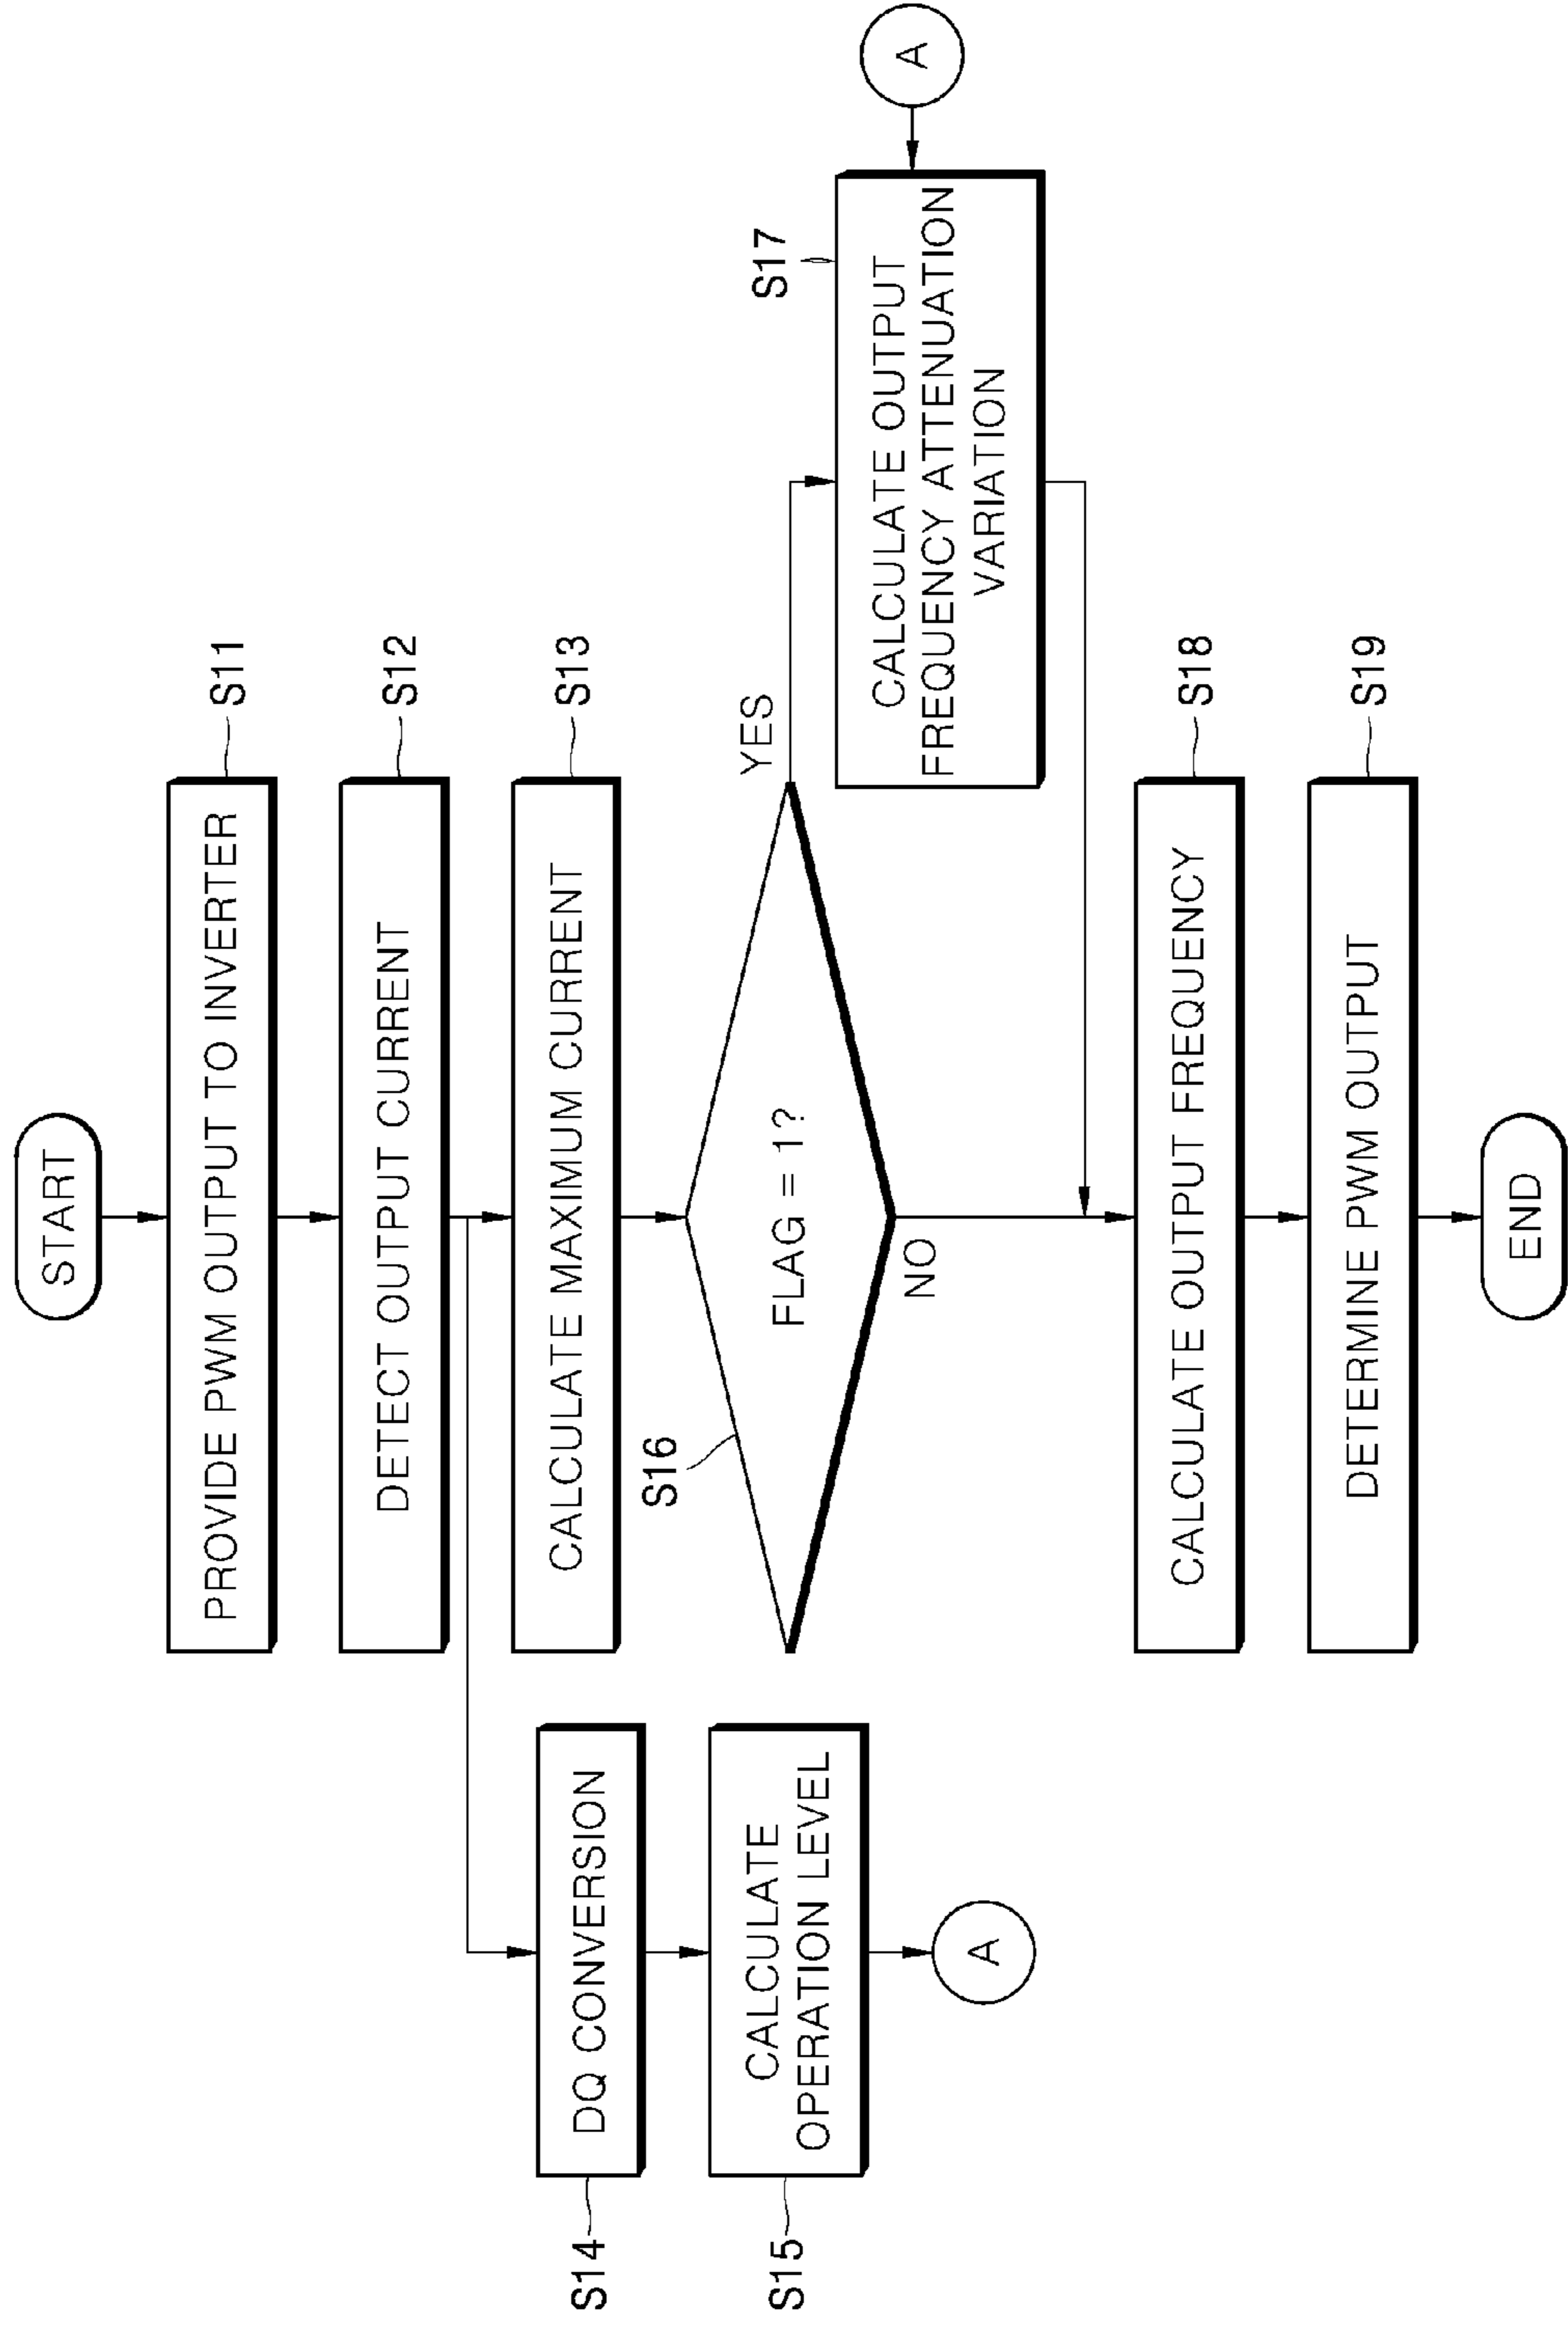 START
PROVIDE PWM OUTPUT TO INVERTER
S11
DETECT OUTPUT CURRENT
S12
CALCULATE MAXIMUM CURRENT
S13
DQ CONVERSION
S14
CALCULATE
OPERATION LEVEL
S15
A
S16
FLAG = 1?
YES
NO
S17
CALCULATE OUTPUT
FREQUENCY ATTENUATION
VARIATION
A
CALCULATE OUTPUT FREQUENCY
S18
DETERMINE PWM OUTPUT
S19
END